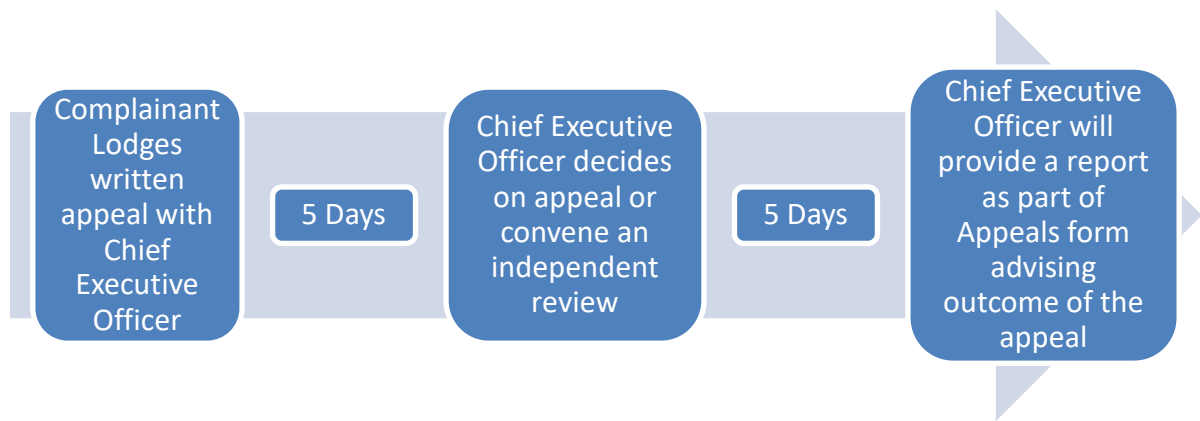 Complainant
Lodges
written
appeal with
Chief
Executive
Officer
5 Days
Chief Executive
Officer decides
on appeal or
convene an
independent
review
5 Days
Chief Executive
Officer will
provide a report
as part of
Appeals form
advising
outcome of the
appeal